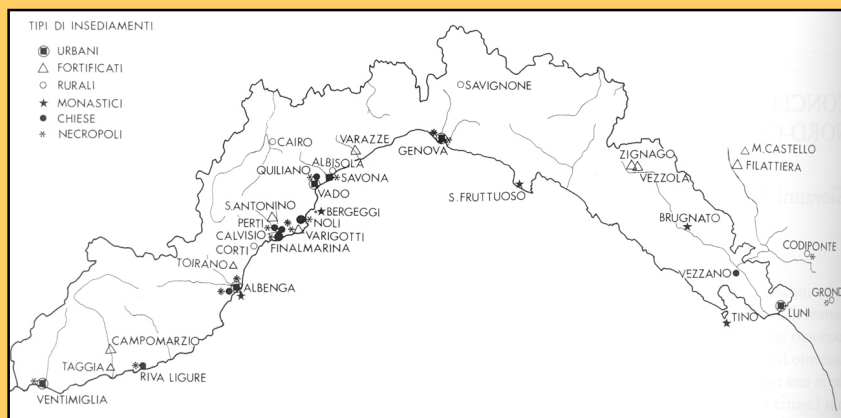 TIPI DI INSEDIAMENTI
URBANI
FORTIFICATI
RURALI
MONASTICI
CHIESE
NECROPOLI
SAVIGNONE
CAIRO
VARAZZE
GENOVA
ALBISOLA
QUILIANO
SAVONA
VADO
ZIGNAGO
VEZZOLA
M.CASTELLO
FILATTIERA
S.FRUTTUOSO
S.ANTONINO
BERGEGGI
PERTI
NOLI
CALVISIO
VARIGOTTI
CORTI
FINALMARINA
BRUGNATO
CODIPONTE
TOIRANO
VEZZANO
ALBENGA
GROND
LUNI
TINO
CAMPOMARZIO
TAGGIA
RIVA LIGURE
VENTIMIGLIA